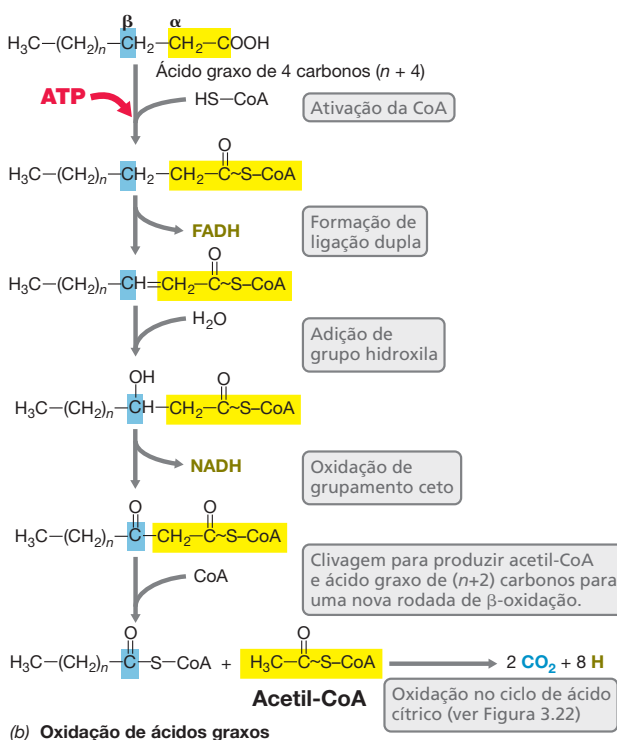 β α
H₃C–(CH₂)ₙ–CH₂–CH₂–COOH
Ácido graxo de 4 carbonos (n + 4)
ATP
HS–CoA
Ativação da CoA
O
H₃C–(CH₂)ₙ–CH₂–CH₂–C~S–CoA
FADH
Formação de
ligação dupla
O
H₃C–(CH₂)ₙ–CH=CH₂–C~S–CoA
H₂O
Adição de
grupo hidroxila
OH O
H₃C–(CH₂)ₙ–CH–CH₂–C~S–CoA
NADH
Oxidação de
grupamento ceto
O O
H₃C–(CH₂)ₙ–C–CH₂–C~S–CoA
CoA
Clivagem para produzir acetil-CoA
e ácido graxo de (n+2) carbonos para
uma nova rodada de β-oxidação.
O O
H₃C–(CH₂)ₙ–C–S–CoA + H₃C–C~S–CoA 2 CO₂ + 8 H
Acetil-CoA
Oxidação no ciclo de ácido
cítrico (ver Figura 3.22)
(b) Oxidação de ácidos graxos